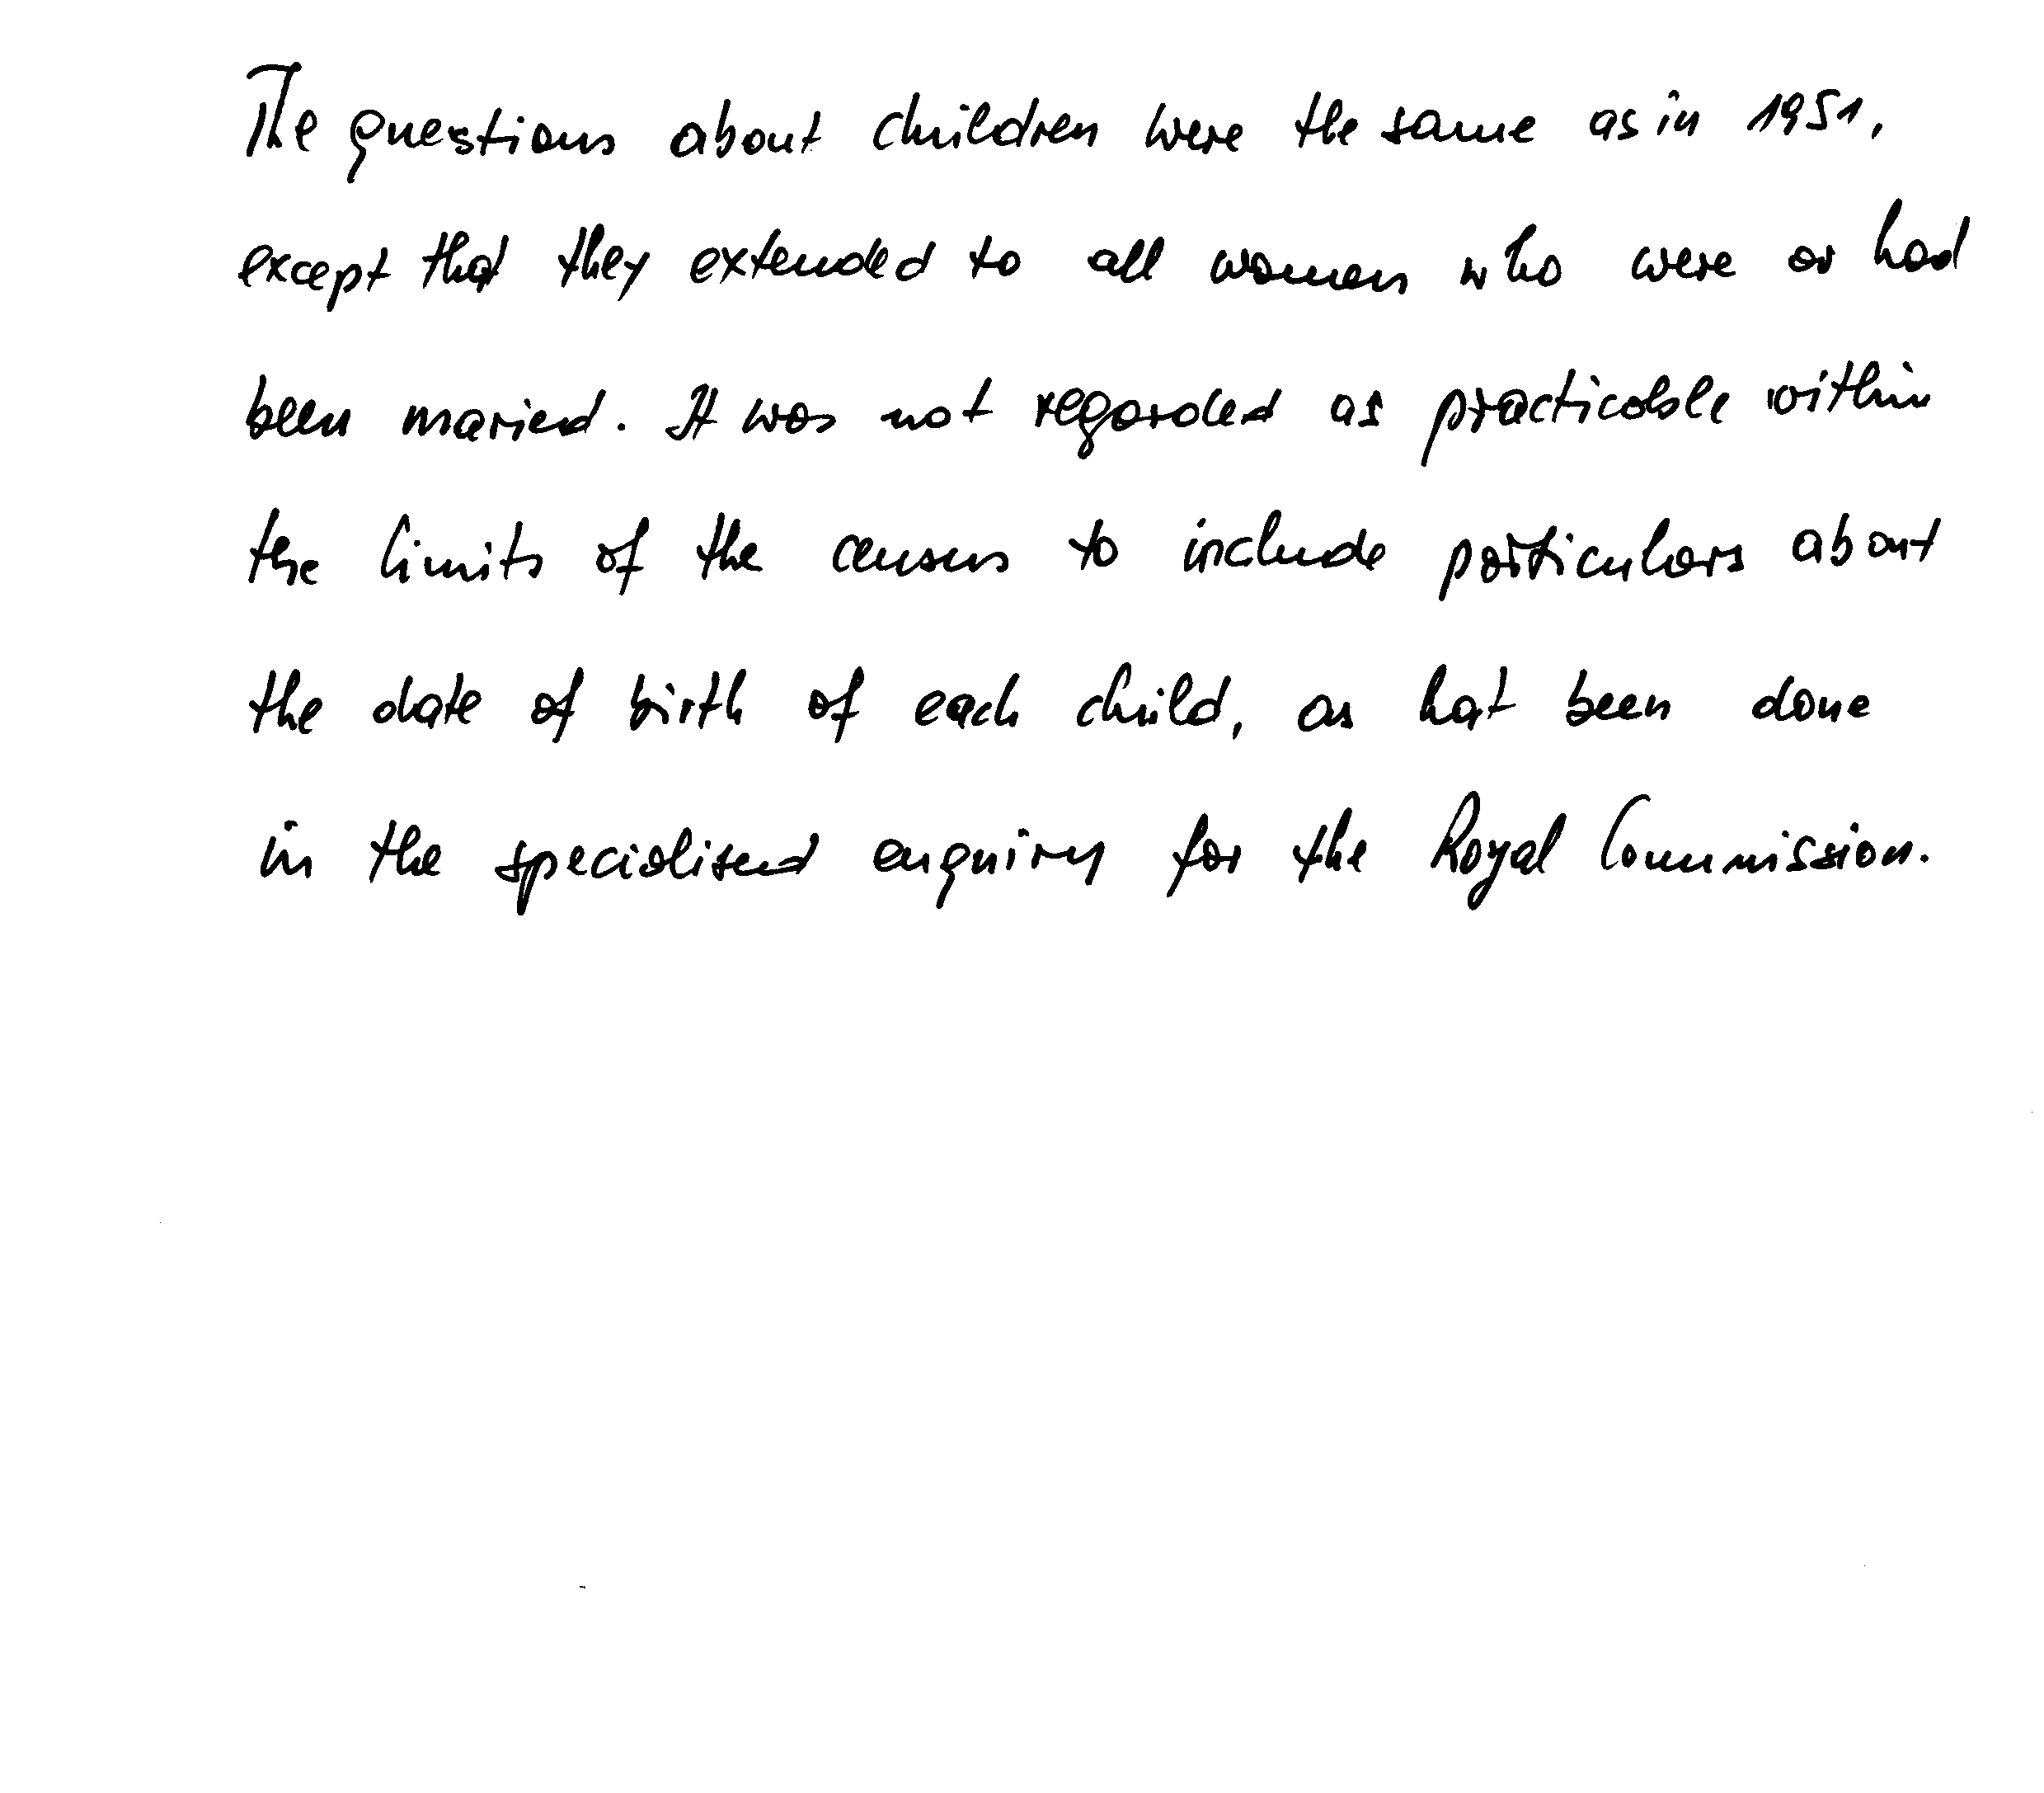 The questions about children were the same as in 1951,
except that they extended to all women who were or had
been maried. It was not regarded as practicable within
the limits of the census to include particulars about
the date of birth of each child, as hat been done
in the specialised enquiry for the Royal Commission.